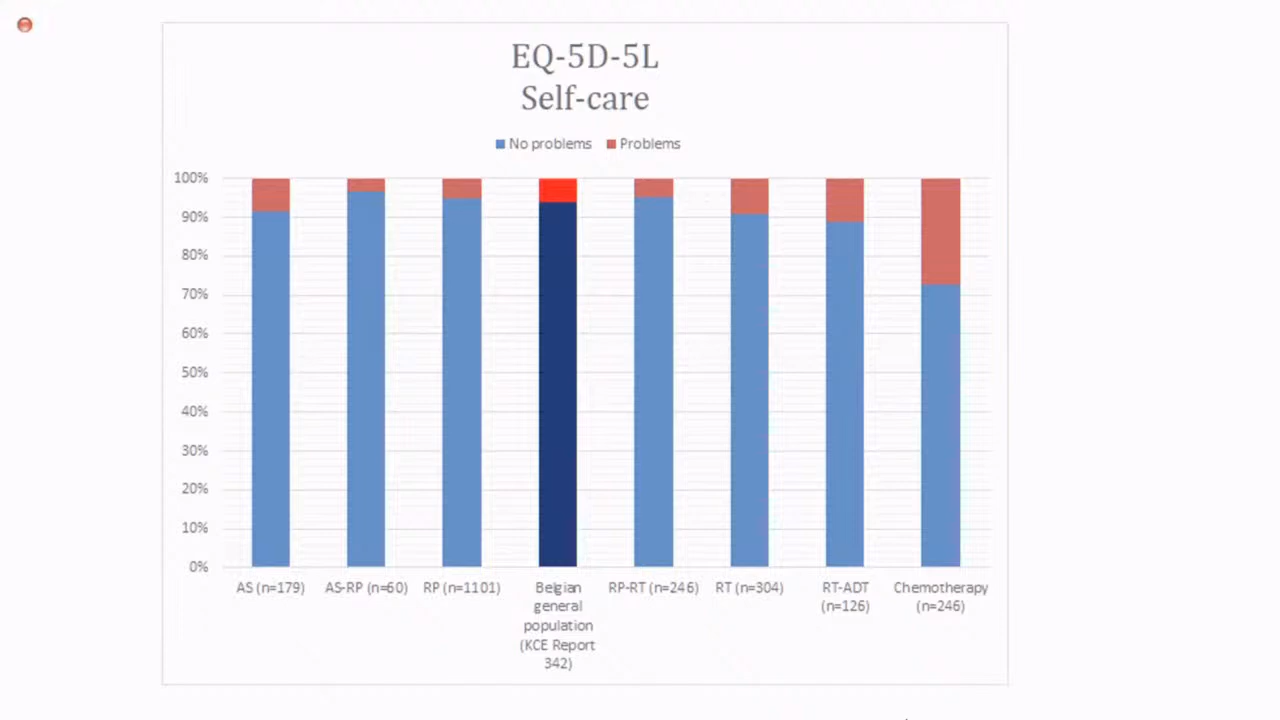 EQ-5D-5L
Self-care
No problems Problems
100%
90%
80%
70%
60%
50%
40%
30%
20%
10%
0%
AS (n=179) AS-RP (n=60) RP (n=1101) Belgian general population (KCE Report 342) RP-RT (n=246) RT (n=304) RT-ADT (n=126) Chemotherapy (n=246)